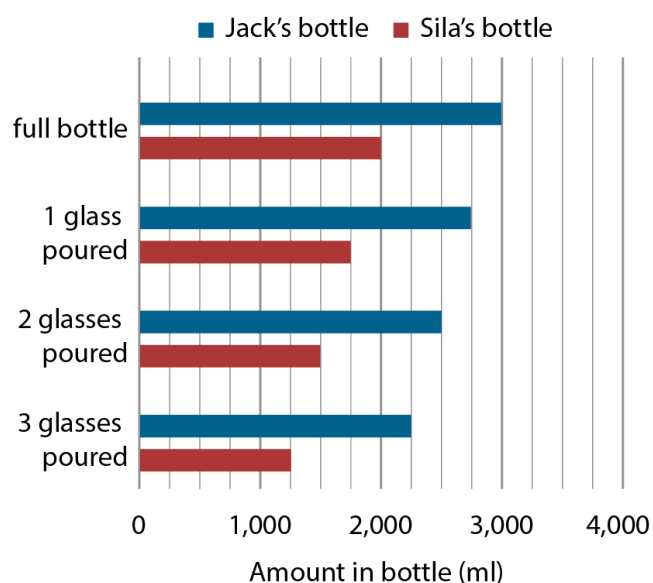 Jack’s bottle Sila’s bottle
full bottle
1 glass
poured
2 glasses
poured
3 glasses
poured
0 1,000 2,000 3,000 4,000
Amount in bottle (ml)